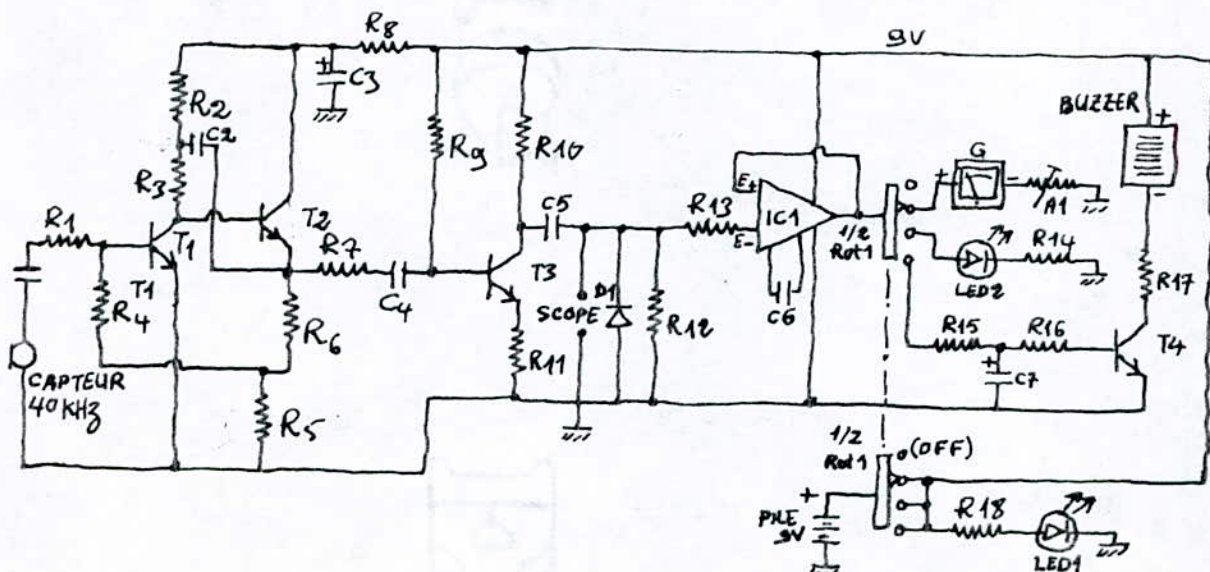 R8
9V
R2
C3
BUZZER
+
C2
R9
R10
G
R3
+
-
E+
R13
A1
R1
T2
C5
IC1
T1
E-
1/2
Rot1
R7
T3
R14
T1
D1
C6
LED2
R17
R4
C4
SCOPE
R12
R6
R15
R16
T4
R11
CAPTEUR
40KHZ
+
C7
R5
1/2
Rot1
(OFF)
+
PILE
9V
R18
LED1